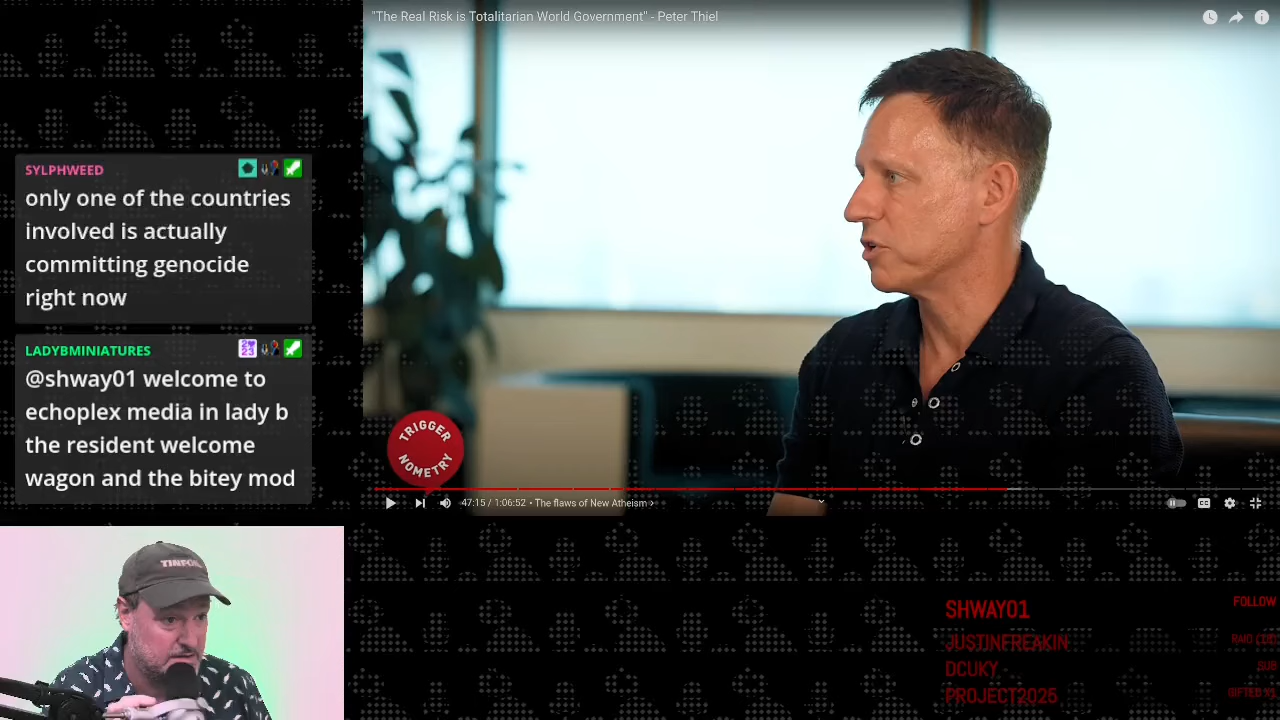 "The Real Risk is Totalitarian World Government" - Peter Thiel
SYLPHWEED
only one of the countries
involved is actually
committing genocide
right now
LADYBMINIATURES
@shway01 welcome to
echoplex media in lady b
the resident welcome
wagon and the bitey mod
TRIGGER
NOMETRY
47:15 / 1:06:52 • The flaws of New Atheism ›
CC
TINFOIL
SHWAY01
FOLLOW
JUSTINFREAKIN
DCUKY
SUB
PROJECT2025
GIFTED X1